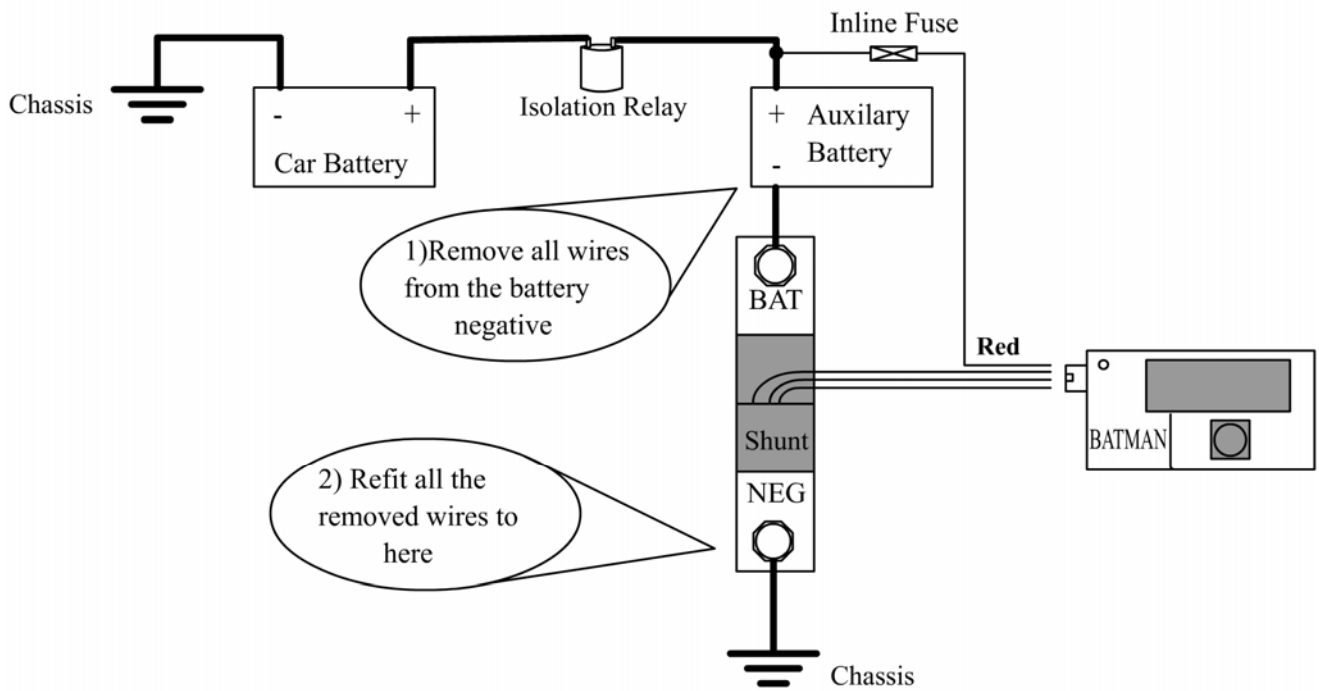 Inline Fuse
Chassis
-
+
Car Battery
Isolation Relay
+
Auxilary
Battery
-
1)Remove all wires
from the battery
negative
BAT
Red
Shunt
BATMAN
2) Refit all the
removed wires to
here
NEG
Chassis